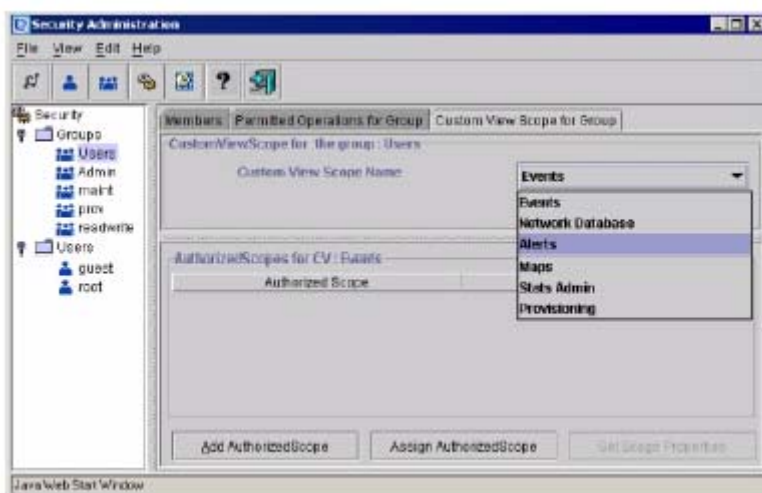 Security Administration
File View Edit Help
Security
Groups
Users
Admin
maint
prov
readwrite
Users
guest
root
Members
Permitted Operations for Group
Custom View Scope for Group
CustomViewScope for the group : Users
Custom View Scope Name
Events
Events
Network Database
Alerts
Maps
Stats Admin
Provisioning
AuthorizedScopes for CV : Events
Authorized Scope
Add AuthorizedScope
Assign AuthorizedScope
Get Scope Properties
Java Web Start Window